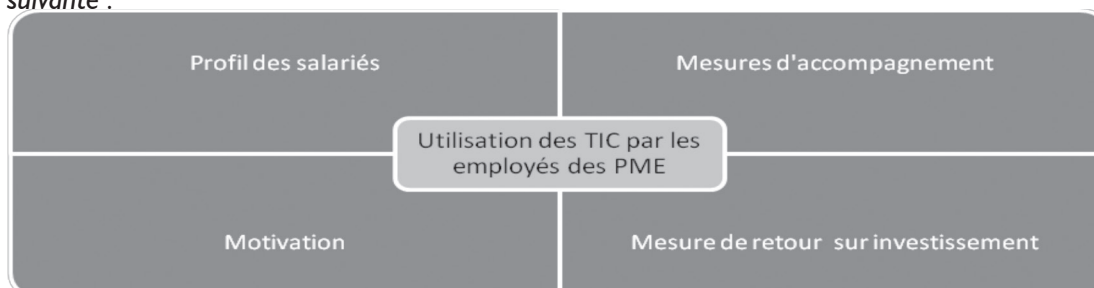 suivante :
Profil des salariés
Mesures d'accompagnement
Utilisation des TIC par les
employés des PME
Motivation
Mesure de retour sur investissement